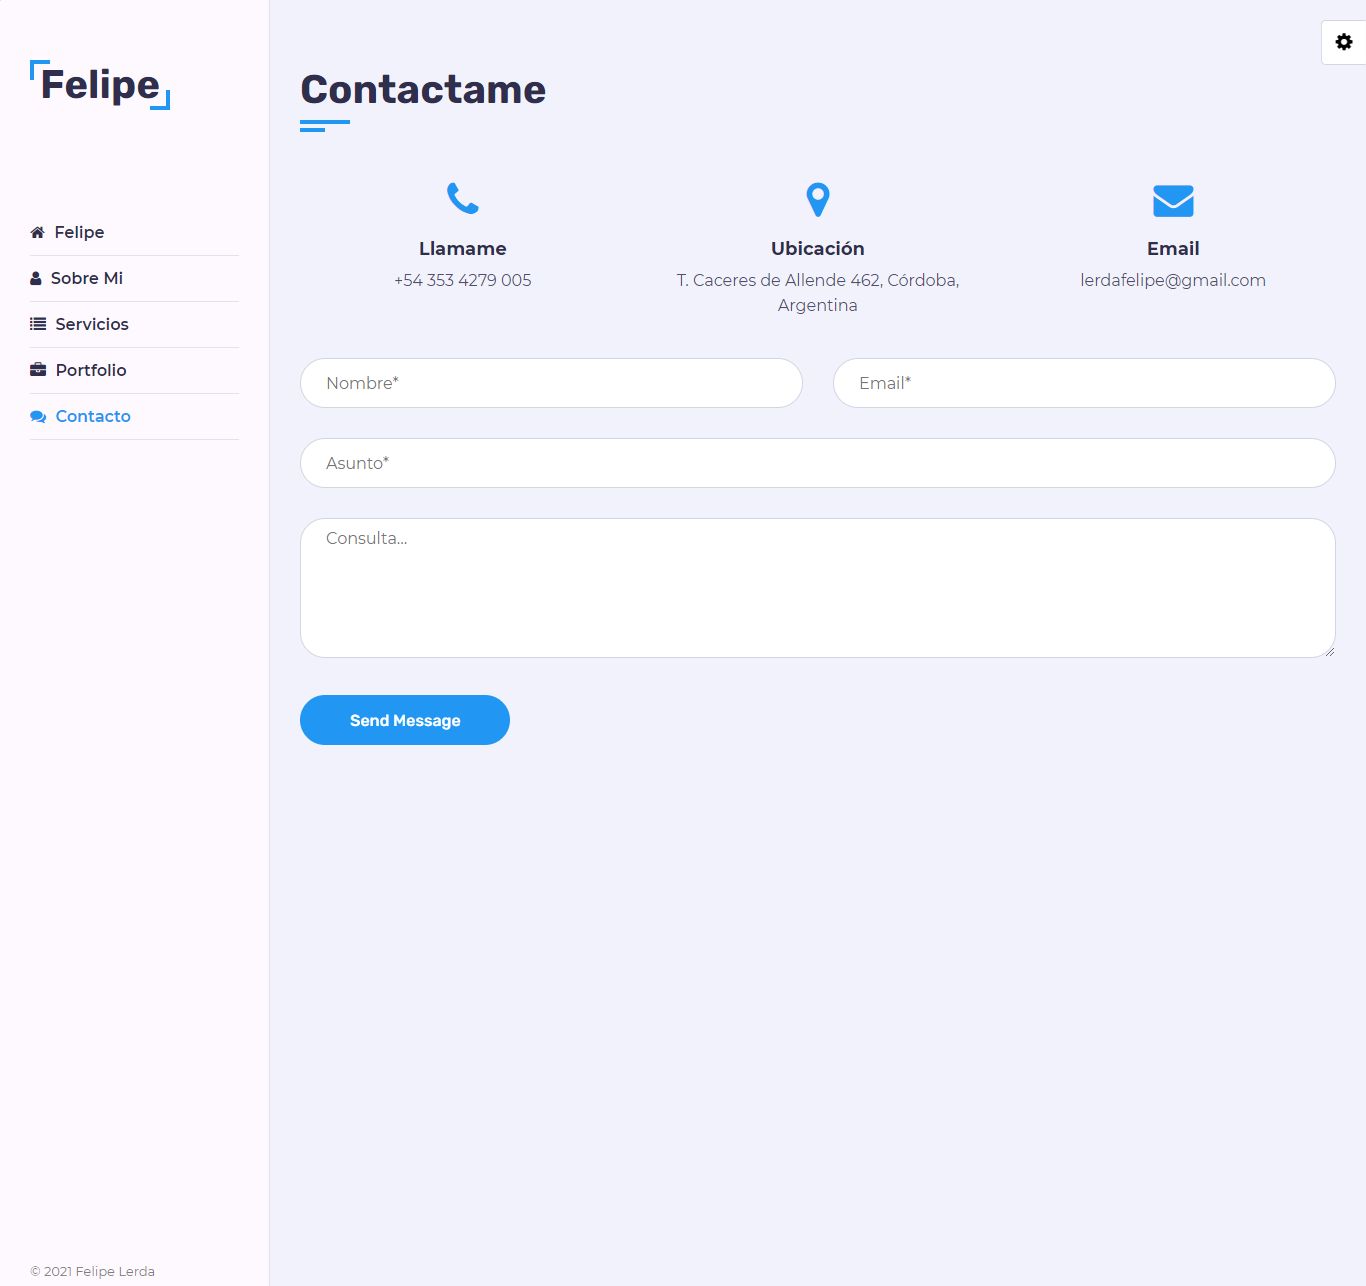 Felipe
Felipe
Sobre Mi
Servicios
Portfolio
Contacto
© 2021 Felipe Lerda
Contactame
Llamame
+54 353 4279 005
Ubicación
T. Caceres de Allende 462, Córdoba,
Argentina
Email
lerdafelipe@gmail.com
Nombre*
Email*
Asunto*
Consulta...
Send Message